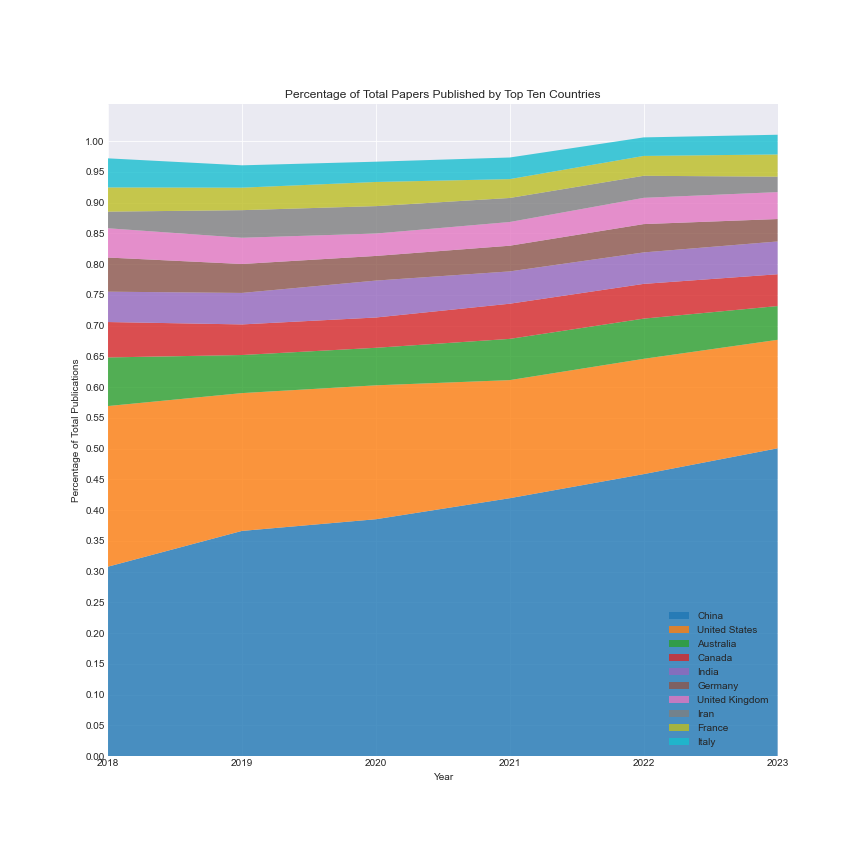 Percentage of Total Papers Published by Top Ten Countries
Percentage of Total Publications
1.00
0.95
0.90
0.85
0.80
0.75
0.70
0.65
0.60
0.55
0.50
0.45
0.40
0.35
0.30
0.25
0.20
0.15
0.10
0.05
0.00
China
United States
Australia
Canada
India
Germany
United Kingdom
Iran
France
Italy
2018 2019 2020 2021 2022 2023
Year